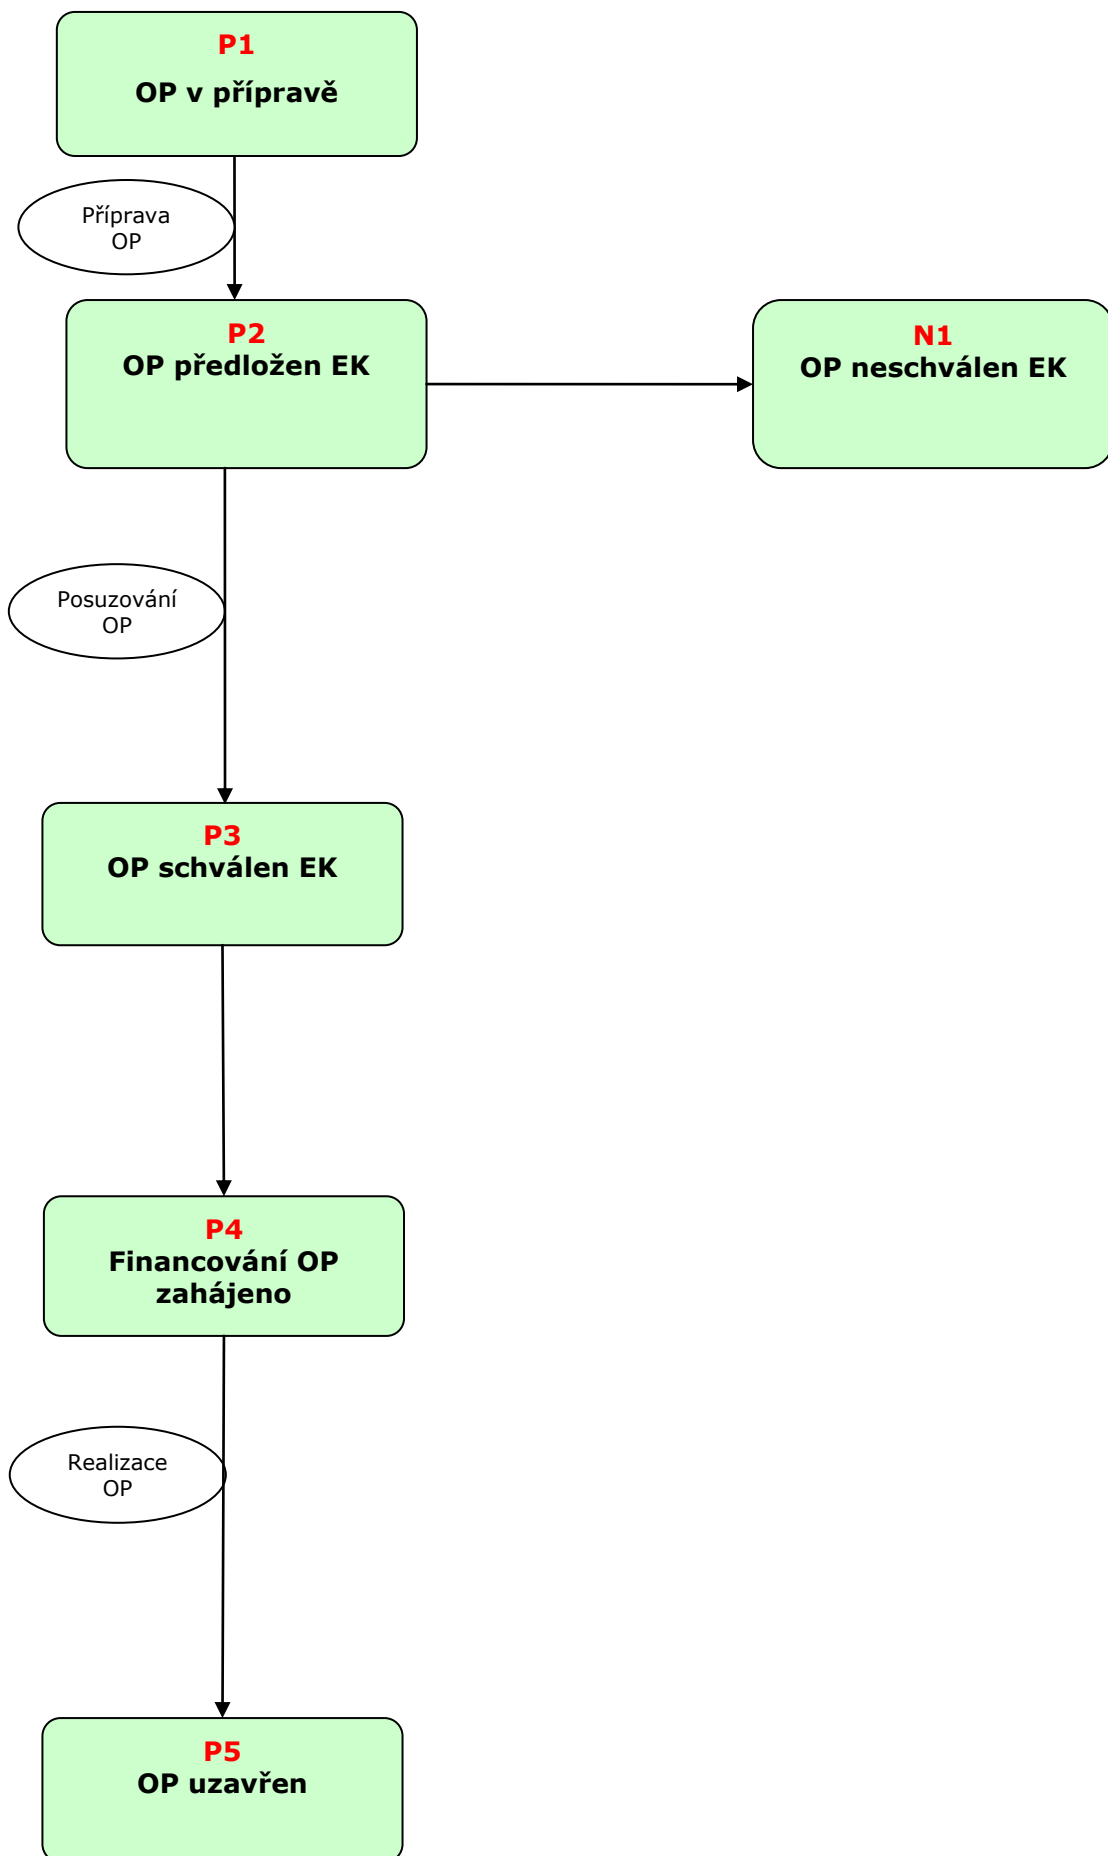 P1
OP v přípravě
Příprava
OP
P2
OP předložen EK
N1
OP neschválen EK
Posuzování
OP
P3
OP schválen EK
P4
Financování OP
zahájeno
Realizace
OP
P5
OP uzavřen